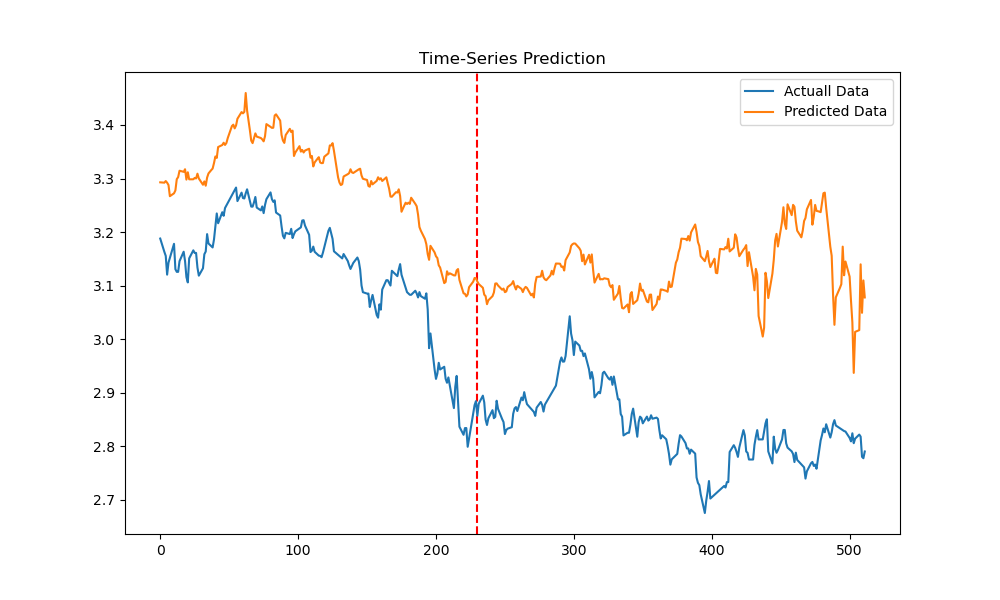 Time-Series Prediction
Actuall Data
Predicted Data
3.4
3.3
3.2
3.1
3.0
2.9
2.8
2.7
0 100 200 300 400 500